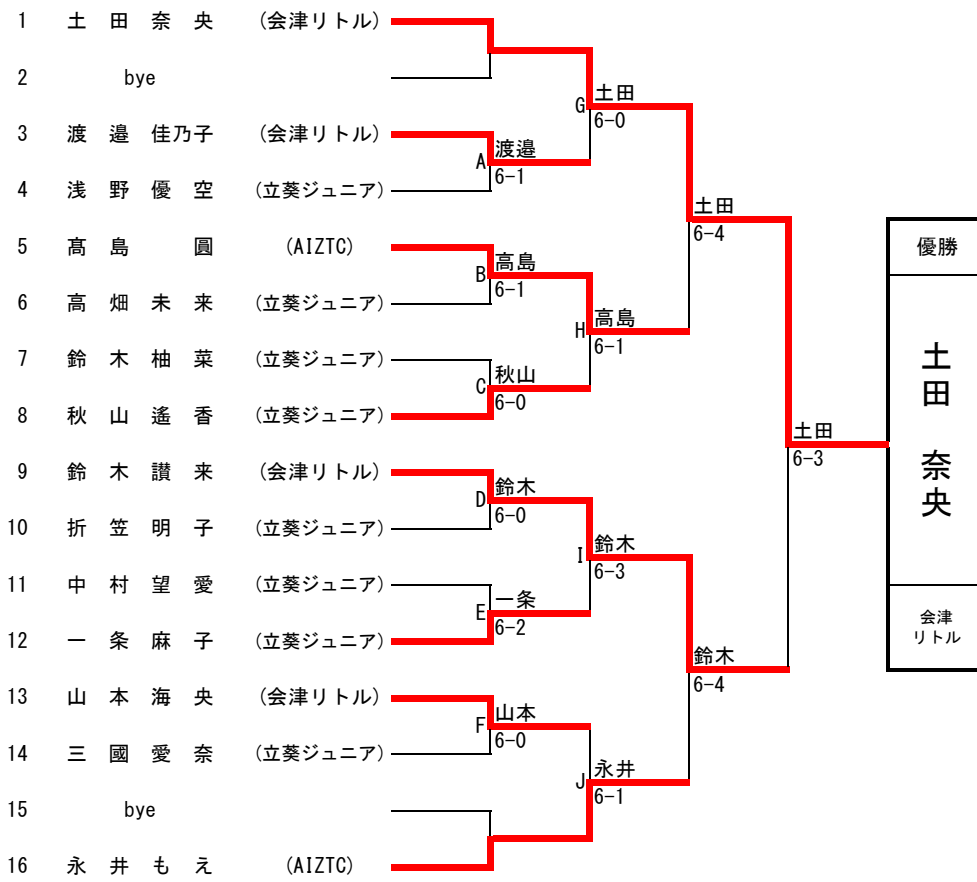 1 土田奈央 (会津リトル)
2 bye
3 渡邉佳乃子 (会津リトル)
4 浅野優空 (立葵ジュニア)
5 髙島圓 (AIZTC)
6 高畑未来 (立葵ジュニア)
7 鈴木柚菜 (立葵ジュニア)
8 秋山遙香 (立葵ジュニア)
9 鈴木讃来 (会津リトル)
10 折笠明子 (立葵ジュニア)
11 中村望愛 (立葵ジュニア)
12 一条麻子 (立葵ジュニア)
13 山本海央 (会津リトル)
14 三國愛奈 (立葵ジュニア)
15 bye
16 永井もえ (AIZTC)
A 渡邉
6-1
B 高島
6-1
C 秋山
6-0
D 鈴木
6-0
E 一条
6-2
F 山本
6-0
G 土田
6-0
H 高島
6-1
I 鈴木
6-3
J 永井
6-1
土田
6-4
鈴木
6-4
土田
6-3
優勝
土田 奈央
会津
リトル